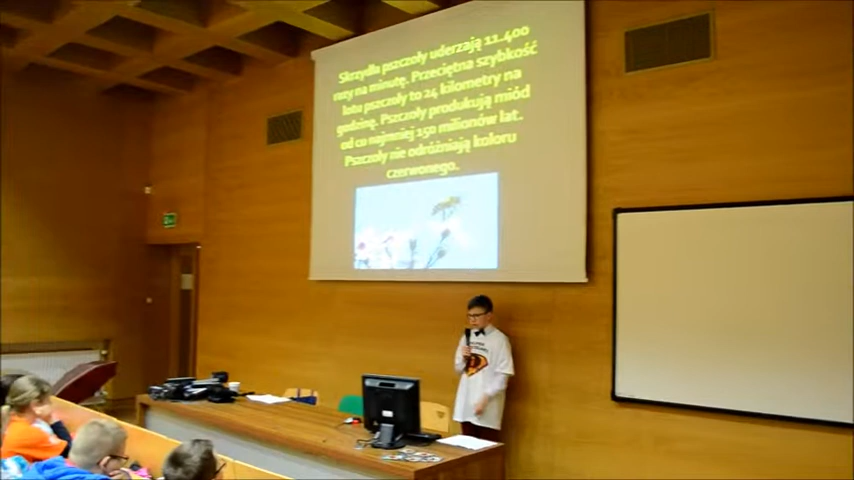 Skrzydła pszczoły uderzają 11.400
razy na minutę. Przeciętna szybkość
lotu pszczoły to 24 kilometry na
godzinę. Pszczoły produkują miód
od co najmniej 150 milionów lat.
Pszczoły nie odróżniają koloru
czerwonego.